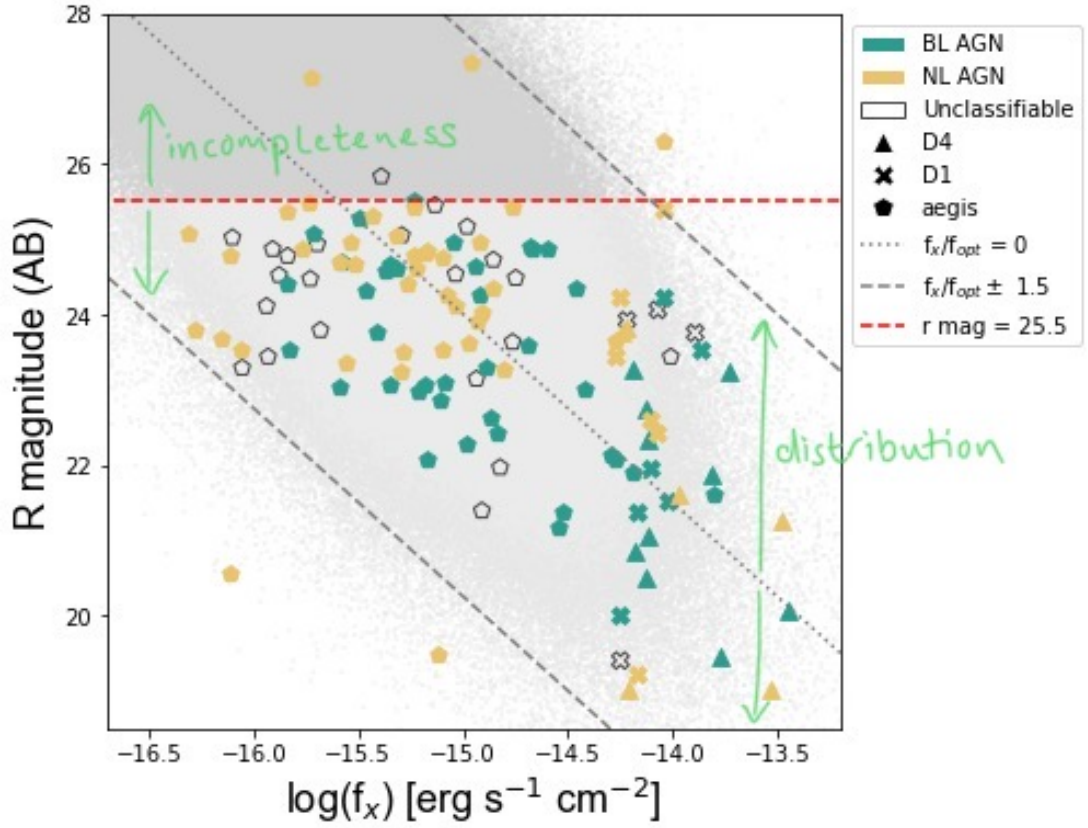 28
26
24
22
20
R magnitude (AB)
−16.5 −16.0 −15.5 −15.0 −14.5 −14.0 −13.5
log(fₓ) [erg s⁻¹ cm⁻²]
incompleteness
distribution
BL AGN
NL AGN
Unclassifiable
D4
D1
aegis
fₓ/fₒₚₜ = 0
fₓ/fₒₚₜ ± 1.5
r mag = 25.5